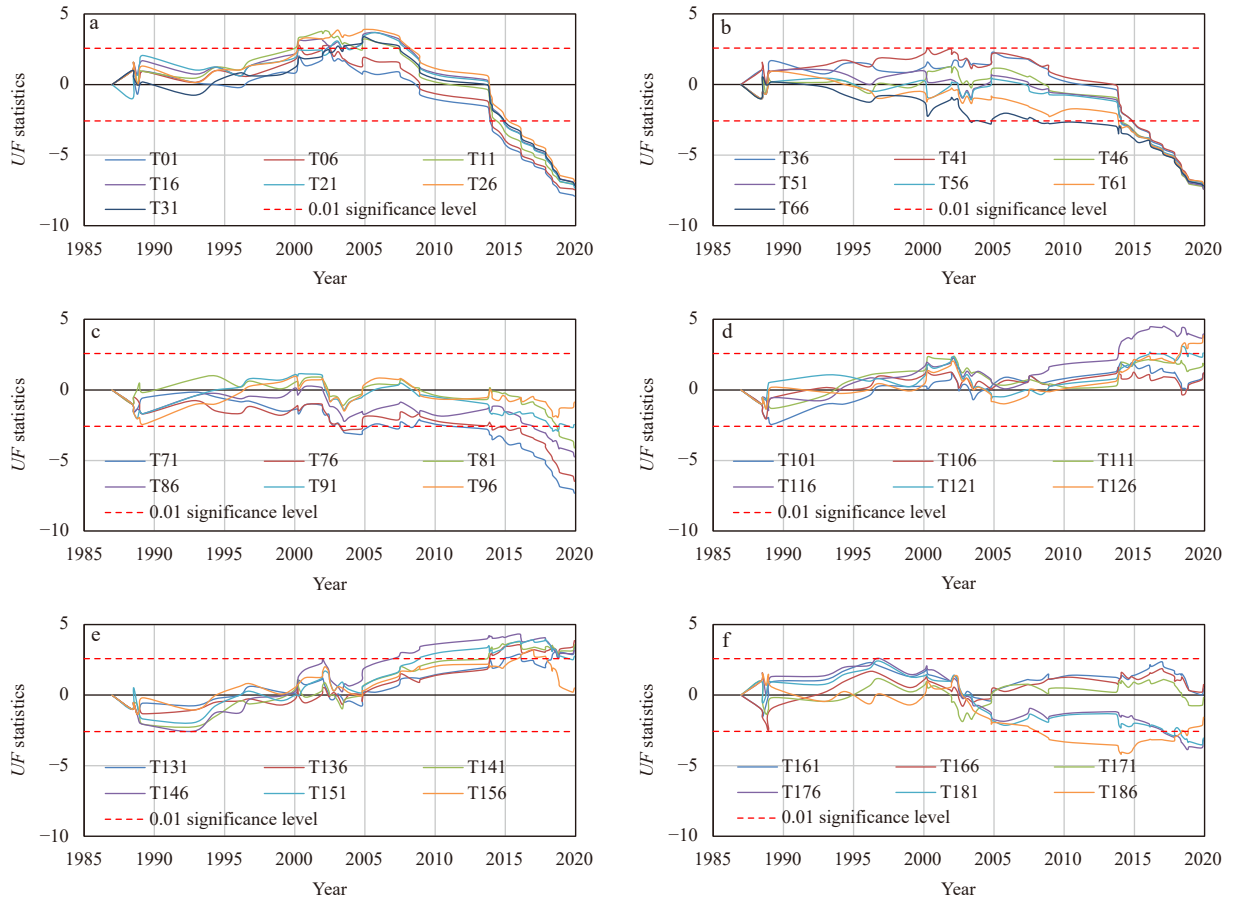 a
5
0
−5
−10
UF statistics
T01 T06 T11
T16 T21 T26
T31 0.01 significance level
1985 1990 1995 2000 2005 2010 2015 2020
Year
b
5
0
−5
−10
UF statistics
T36 T41 T46
T51 T56 T61
T66 0.01 significance level
1985 1990 1995 2000 2005 2010 2015 2020
Year
c
5
0
−5
−10
UF statistics
T71 T76 T81
T86 T91 T96
0.01 significance level
1985 1990 1995 2000 2005 2010 2015 2020
Year
d
5
0
−5
−10
UF statistics
T101 T106 T111
T116 T121 T126
0.01 significance level
1985 1990 1995 2000 2005 2010 2015 2020
Year
e
5
0
−5
−10
UF statistics
T131 T136 T141
T146 T151 T156
0.01 significance level
1985 1990 1995 2000 2005 2010 2015 2020
Year
f
5
0
−5
−10
UF statistics
T161 T166 T171
T176 T181 T186
0.01 significance level
1985 1990 1995 2000 2005 2010 2015 2020
Year